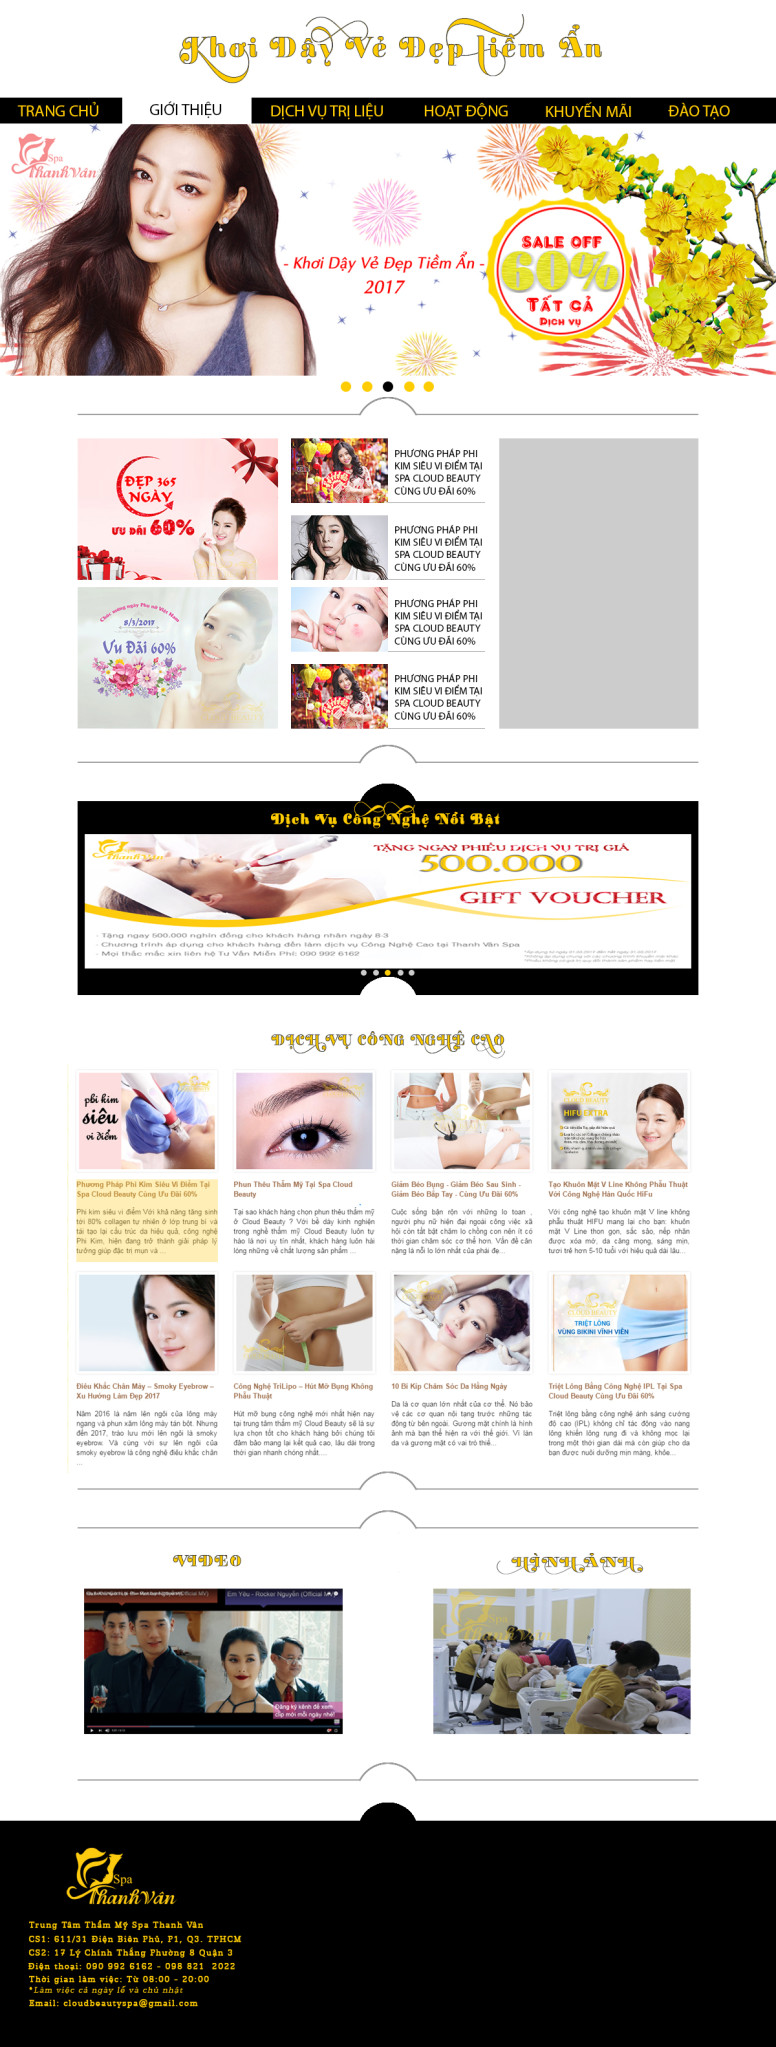 Khơi Dậy Vẻ Đẹp Tiềm Ẩn
TRANG CHỦ
GIỚI THIỆU
DỊCH VỤ TRỊ LIỆU
HOẠT ĐỘNG
KHUYẾN MÃI
ĐÀO TẠO
Spa
Thanh Vân
- Khơi Dậy Vẻ Đẹp Tiềm Ẩn -
2017
SALE OFF
60%
TẤT CẢ
DỊCH VỤ
ĐẸP 365
NGÀY
ƯU ĐÃI 60%
PHƯƠNG PHÁP PHI
KIM SIÊU VI ĐIỂM TẠI
SPA CLOUD BEAUTY
CÙNG ƯU ĐÃI 60%
PHƯƠNG PHÁP PHI
KIM SIÊU VI ĐIỂM TẠI
SPA CLOUD BEAUTY
CÙNG ƯU ĐÃI 60%
Chúc mừng ngày Phụ nữ Việt Nam
8/3/2017
Ưu Đãi 60%
PHƯƠNG PHÁP PHI
KIM SIÊU VI ĐIỂM TẠI
SPA CLOUD BEAUTY
CÙNG ƯU ĐÃI 60%
PHƯƠNG PHÁP PHI
KIM SIÊU VI ĐIỂM TẠI
SPA CLOUD BEAUTY
CÙNG ƯU ĐÃI 60%
Dịch Vụ Công Nghệ Nổi Bật
Thanh Vân
TẶNG NGAY PHIẾU DỊCH VỤ TRỊ GIÁ
500.000
GIFT VOUCHER
- Tặng ngay 500.000 nghìn đồng cho khách hàng nhân ngày 8-3
- Chương trình áp dụng cho khách hàng đến làm dịch vụ Công Nghệ Cao tại Thanh Vân Spa
- Mọi thắc mắc xin liên hệ Tư Vấn Miễn Phí: 090 992 6162
DỊCH VỤ CÔNG NGHỆ CAO
phi kim
siêu
vi điểm
CLOUD BEAUTY
HIFU EXTRA
Phương Pháp Phi Kim Siêu Vi Điểm Tại
Spa Cloud Beauty Cùng Ưu Đãi 60%
Phi kim siêu vi điểm Với khả năng tăng sinh
tới 80% collagen tự nhiên ở lớp trung bì và
tái tạo lại cấu trúc da hiệu quả, công nghệ
Phi Kim, hiện đang trở thành giải pháp lý
tưởng giúp đặc trị mụn và ...
Phun Thêu Thẩm Mỹ Tại Spa Cloud
Beauty
Tại sao khách hàng chọn phun thêu thẩm mỹ
ở Cloud Beauty ? Với bề dày kinh nghiệm
trong nghề thẩm mỹ Cloud Beauty luôn tự
hào là nơi uy tín nhất, khách hàng luôn hài
lòng những về chất lượng sản phẩm ...
Giảm Béo Bụng - Giảm Béo Sau Sinh -
Giảm Béo Bắp Tay - Cùng Ưu Đãi 60%
Cuộc sống bận rộn với những lo toan ,
người phụ nữ hiện đại ngoài công việc xã
hội còn tất bật chăm lo chồng con nên ít có
thời gian chăm sóc cơ thể hơn. Vấn đề cân
nặng là nỗi lo lớn nhất của phái đẹ...
Tạo Khuôn Mặt V Line Không Phẫu Thuật
Với Công Nghệ Hàn Quốc HiFu
Với công nghệ tạo khuôn mặt V line không
phẫu thuật HIFU mang lại cho bạn: khuôn
mặt V Line thon gọn, sắc sảo, nếp nhăn
được xóa mờ, da căng mọng, sáng mịn,
tươi trẻ hơn 5-10 tuổi với hiệu quả dài lâu...
CLOUD BEAUTY
TRIỆT LÔNG
VÙNG BIKINI VĨNH VIỄN
Điêu Khắc Chân Mày – Smoky Eyebrow –
Xu Hướng Làm Đẹp 2017
Năm 2016 là năm lên ngôi của lông mày
ngang và phun xăm lông mày tán bột. Nhưng
đến 2017, trào lưu mới lên ngôi là smoky
eyebrow. Và cùng với sự lên ngôi của
smoky eyebrow là công nghệ điêu khắc chân
...
Công Nghệ TriLipo – Hút Mỡ Bụng Không
Phẫu Thuật
Hút mỡ bụng công nghệ mới nhất hiện nay
tại trung tâm thẩm mỹ Cloud Beauty sẽ là sự
lựa chọn tốt cho khách hàng bởi chúng tôi
đảm bảo mang lại kết quả cao, lâu dài trong
thời gian nhanh chóng nhất....
10 Bí Kíp Chăm Sóc Da Hằng Ngày
Da là cơ quan lớn nhất của cơ thể. Nó bảo
vệ các cơ quan nội tạng trước những tác
động từ bên ngoài. Gương mặt chính là hình
ảnh mà bạn thể hiện ra với thế giới. Vì làn
da và gương mặt có vai trò thiế...
Triệt Lông Bằng Công Nghệ IPL Tại Spa
Cloud Beauty Cùng Ưu Đãi 60%
Triệt lông bằng công nghệ ánh sáng cường
độ cao (IPL) không chỉ tác động vào nang
lông khiến lông rụng đi và không mọc lại
trong một thời gian dài mà còn giúp cho da
bạn được nuôi dưỡng mịn màng, khỏe...
VIDEO
HÌNH ẢNH
Em Yêu - Rocker Nguyễn (Official M/V)
Đăng ký kênh để xem
clip mới mỗi ngày nhé!
Spa
Thanh Vân
Spa
Thanh Vân
Trung Tâm Thẩm Mỹ Spa Thanh Vân
CS1: 611/31 Điện Biên Phủ, P1, Q3. TPHCM
CS2: 17 Lý Chính Thắng Phường 8 Quận 3
Điện thoại: 090 992 6162 - 098 821 2022
Thời gian làm việc: Từ 08:00 - 20:00
*Làm việc cả ngày lễ và chủ nhật
Email: cloudbeautyspa@gmail.com